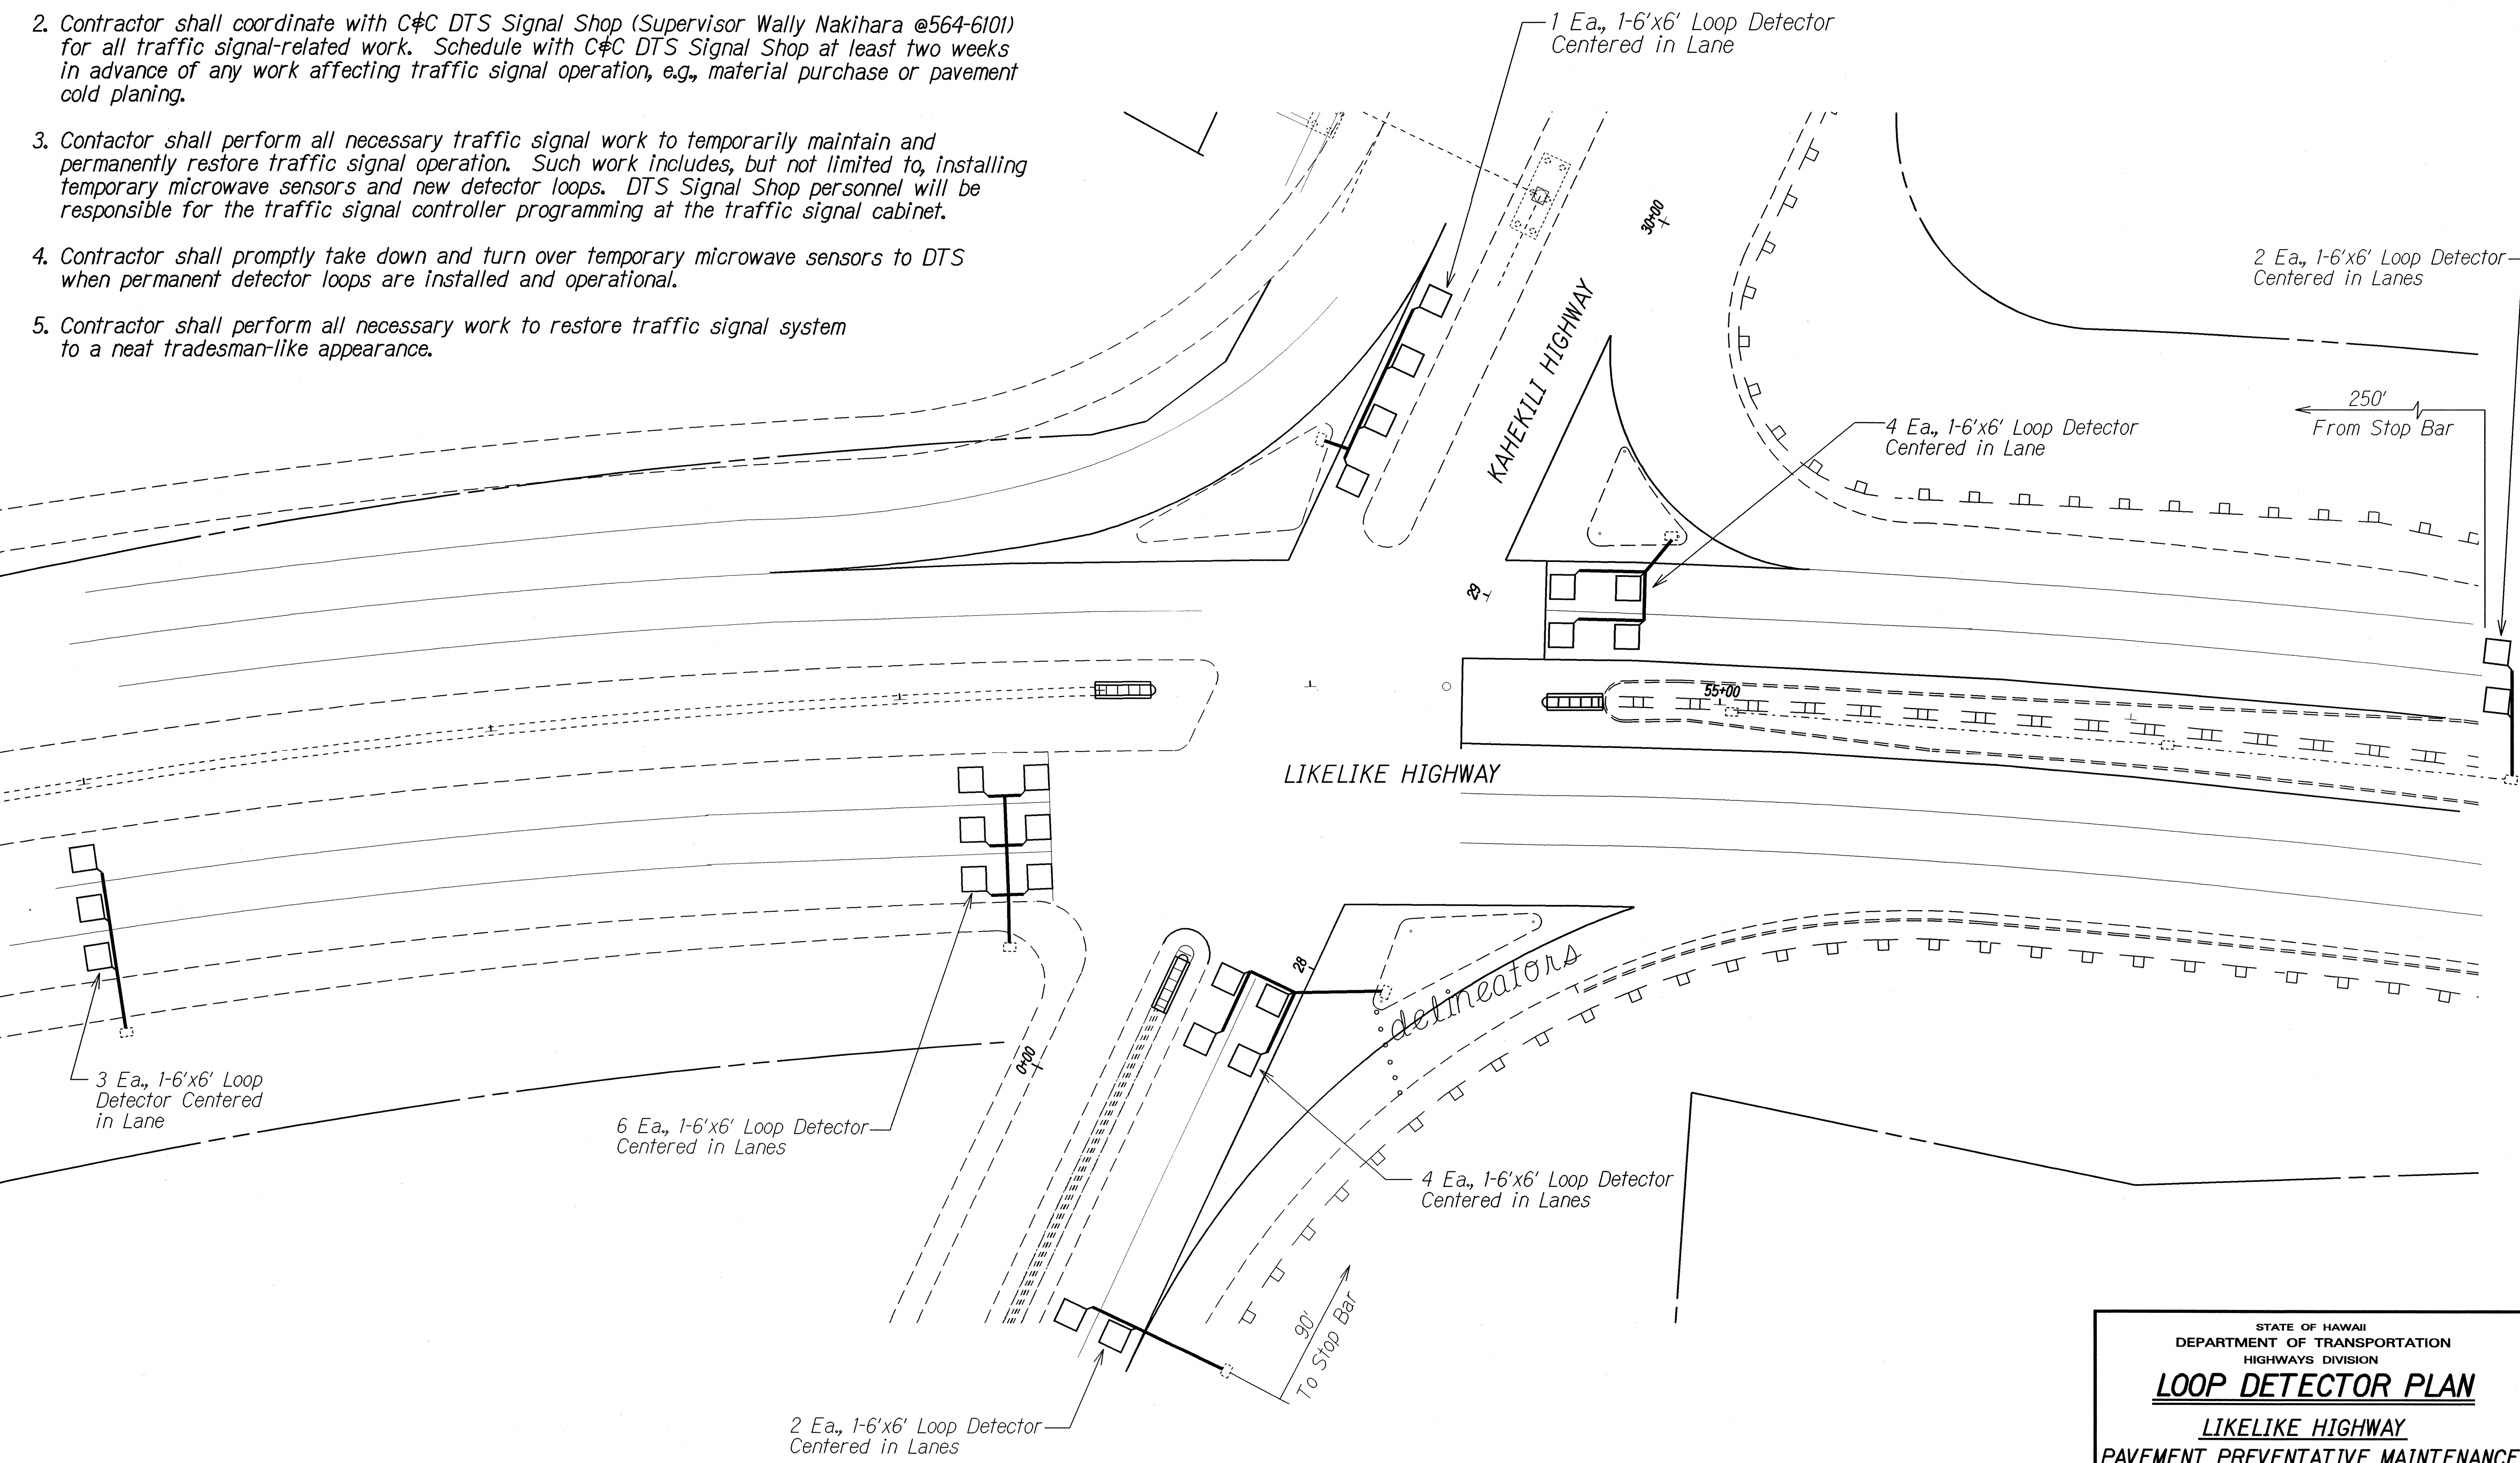 2. Contractor shall coordinate with C&C DTS Signal Shop (Supervisor Wally Nakihara @564-6101)
for all traffic signal-related work. Schedule with C&C DTS Signal Shop at least two weeks
in advance of any work affecting traffic signal operation, e.g., material purchase or pavement
cold planing.
3. Contactor shall perform all necessary traffic signal work to temporarily maintain and
permanently restore traffic signal operation. Such work includes, but not limited to, installing
temporary microwave sensors and new detector loops. DTS Signal Shop personnel will be
responsible for the traffic signal controller programming at the traffic signal cabinet.
4. Contractor shall promptly take down and turn over temporary microwave sensors to DTS
when permanent detector loops are installed and operational.
5. Contractor shall perform all necessary work to restore traffic signal system
to a neat tradesman-like appearance.
1 Ea., 1-6'x6' Loop Detector
Centered in Lane
30+00
2 Ea., 1-6'x6' Loop Detector
Centered in Lanes
KAHEKILI HIGHWAY
250'
From Stop Bar
4 Ea., 1-6'x6' Loop Detector
Centered in Lane
29
55+00
LIKELIKE HIGHWAY
28
delineators
0+00
3 Ea., 1-6'x6' Loop
Detector Centered
in Lane
6 Ea., 1-6'x6' Loop Detector
Centered in Lanes
4 Ea., 1-6'x6' Loop Detector
Centered in Lanes
90'
To Stop Bar
2 Ea., 1-6'x6' Loop Detector
Centered in Lanes
STATE OF HAWAII
DEPARTMENT OF TRANSPORTATION
HIGHWAYS DIVISION
LOOP DETECTOR PLAN
LIKELIKE HIGHWAY
PAVEMENT PREVENTATIVE MAINTENANCE